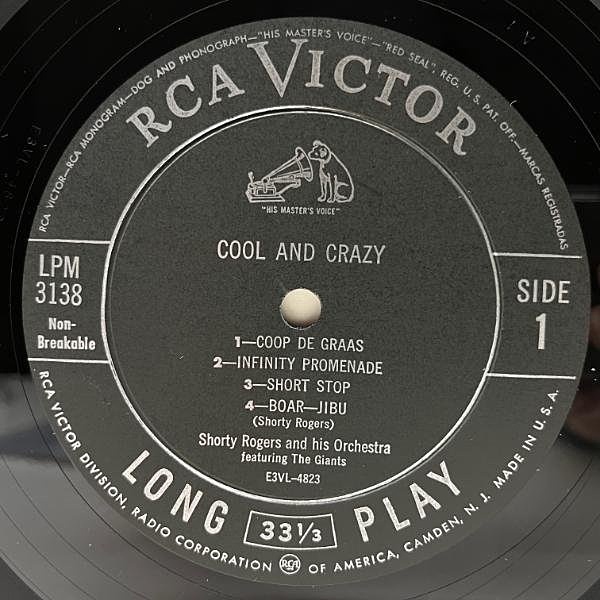 RCA VICTOR—RCA MONOGRAM—DOG AND PHONOGRAPH—"HIS MASTER'S VOICE"—"RED SEAL", REG. U. S. PAT. OFF.—MARCAS REGISTRADAS
RCA VICTOR
"HIS MASTER'S VOICE"
COOL AND CRAZY
LPM
3138
Non-
Breakable
SIDE
1
1—COOP DE GRAAS
2—INFINITY PROMENADE
3—SHORT STOP
4—BOAR—JIBU
(Shorty Rogers)
Shorty Rogers and his Orchestra
featuring The Giants
E3VL-4823
LONG 33⅓ PLAY
RCA VICTOR DIVISION, RADIO CORPORATION RCA OF AMERICA, CAMDEN, N. J. MADE IN U.S.A.